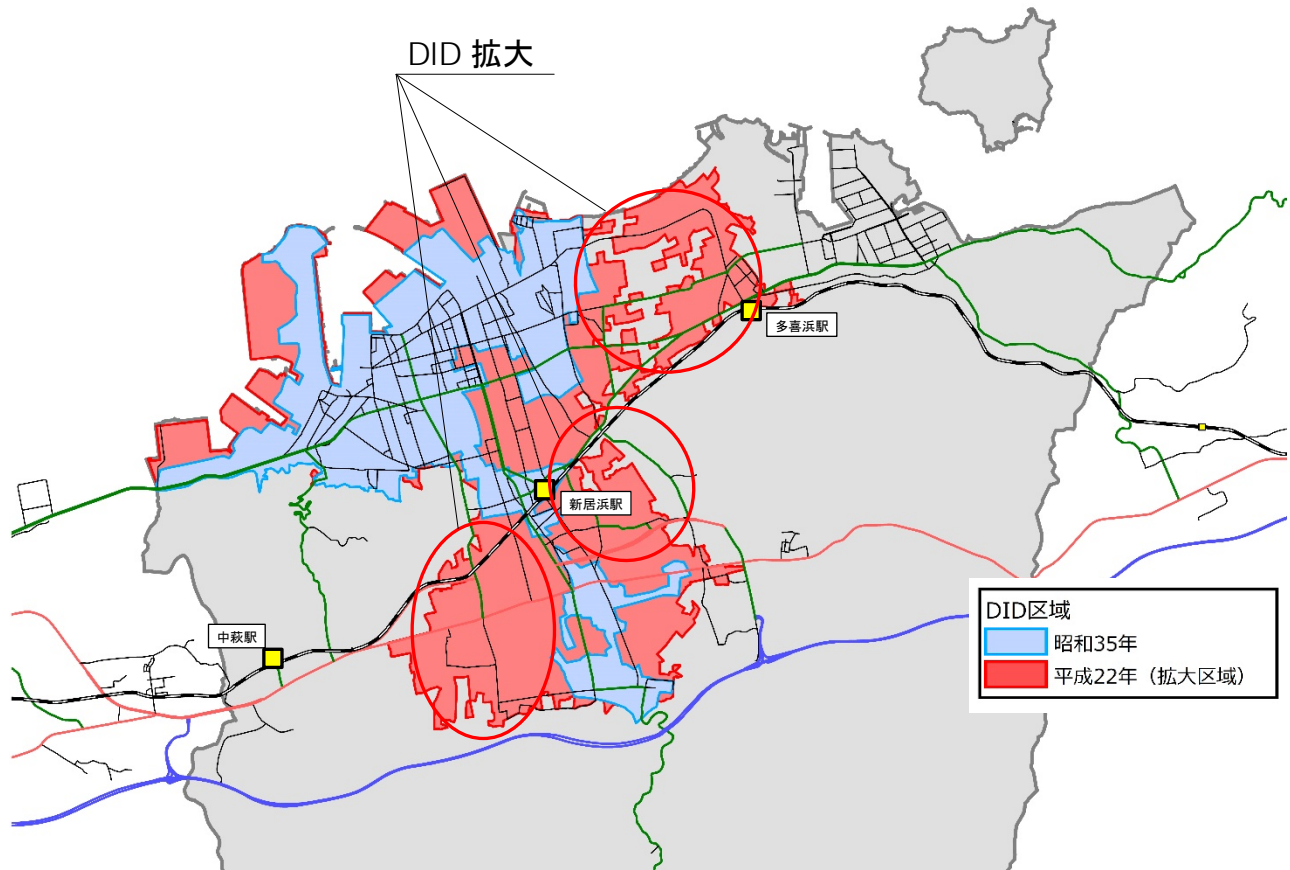 DID 拡大
多喜浜駅
新居浜駅
中萩駅
DID区域
昭和35年
平成22年（拡大区域）